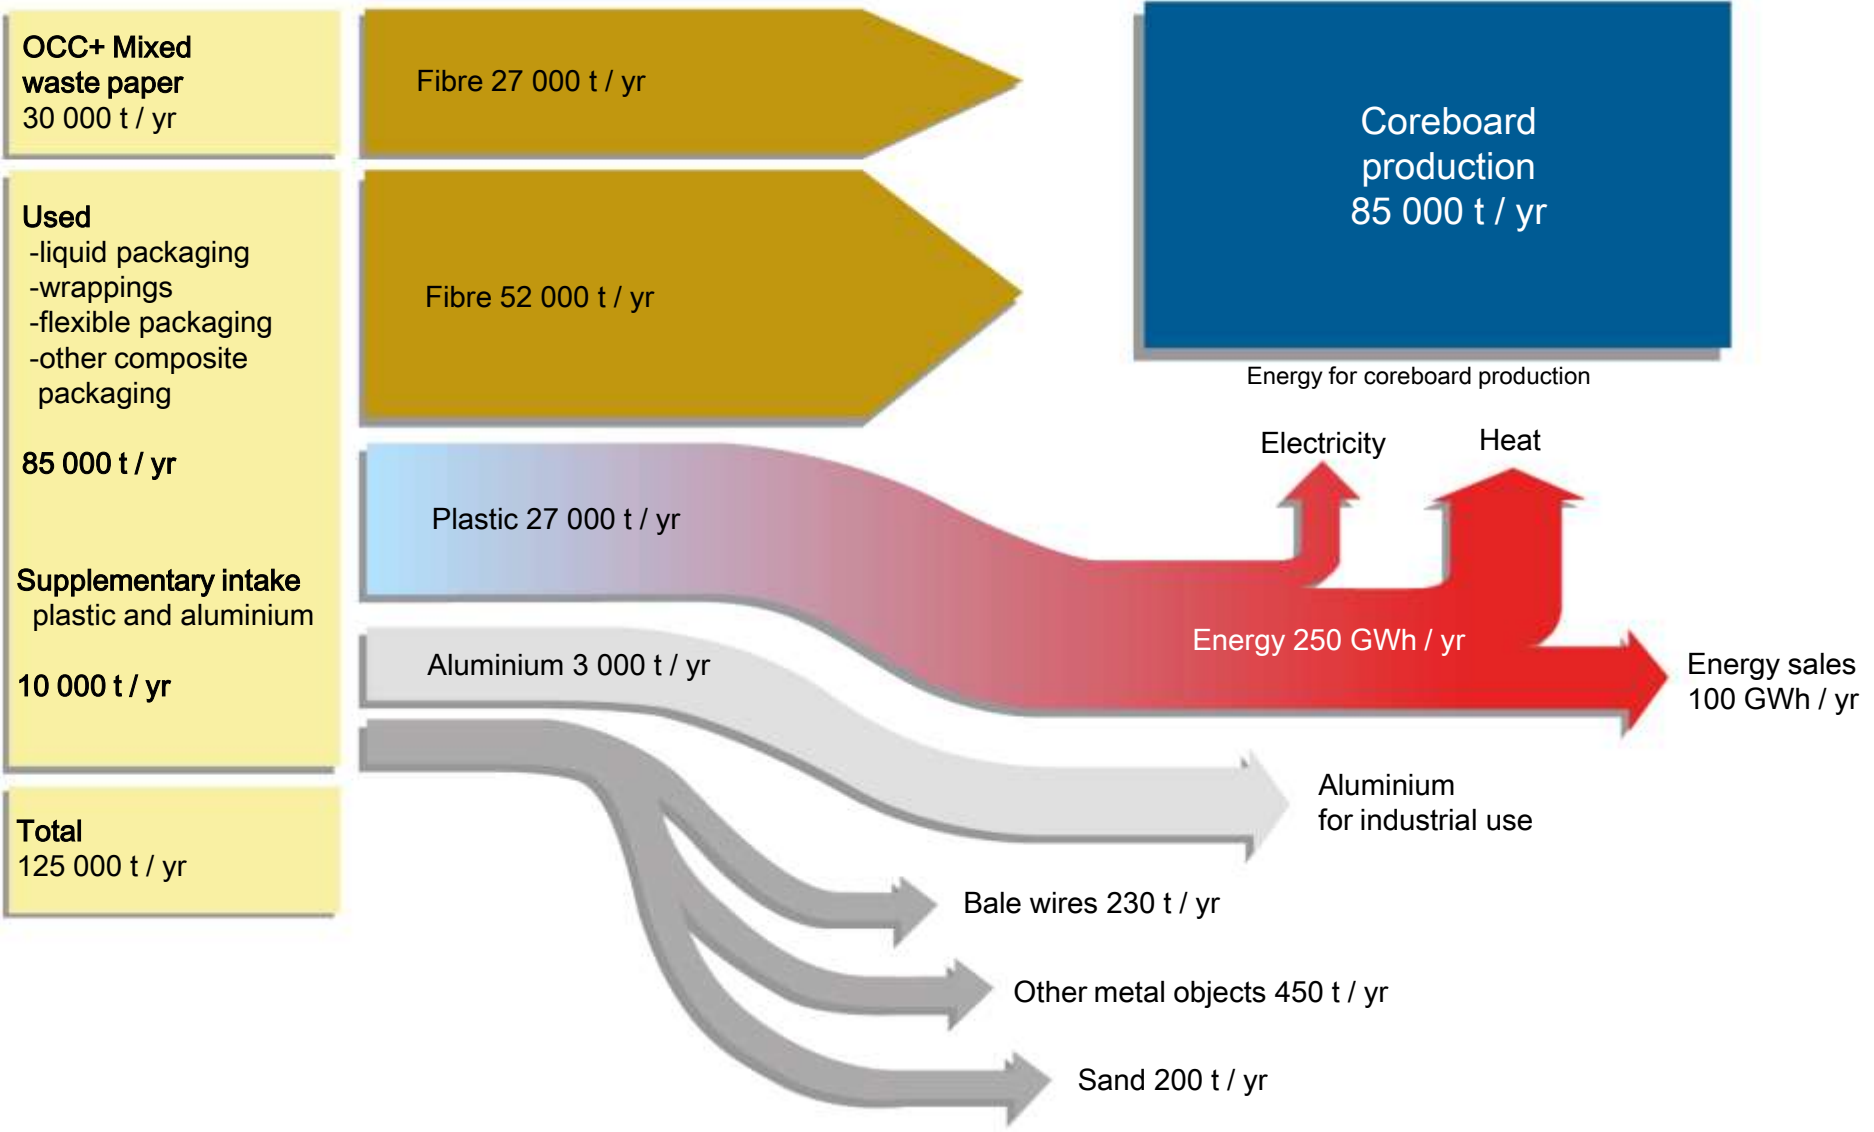 OCC+ Mixed
waste paper
30 000 t / yr
Fibre 27 000 t / yr
Coreboard
production
85 000 t / yr
Used
-liquid packaging
-wrappings
-flexible packaging
-other composite
packaging
85 000 t / yr
Fibre 52 000 t / yr
Energy for coreboard production
Electricity
Heat
Plastic 27 000 t / yr
Supplementary intake
plastic and aluminium
10 000 t / yr
Energy 250 GWh / yr
Energy sales
100 GWh / yr
Aluminium 3 000 t / yr
Aluminium
for industrial use
Total
125 000 t / yr
Bale wires 230 t / yr
Other metal objects 450 t / yr
Sand 200 t / yr